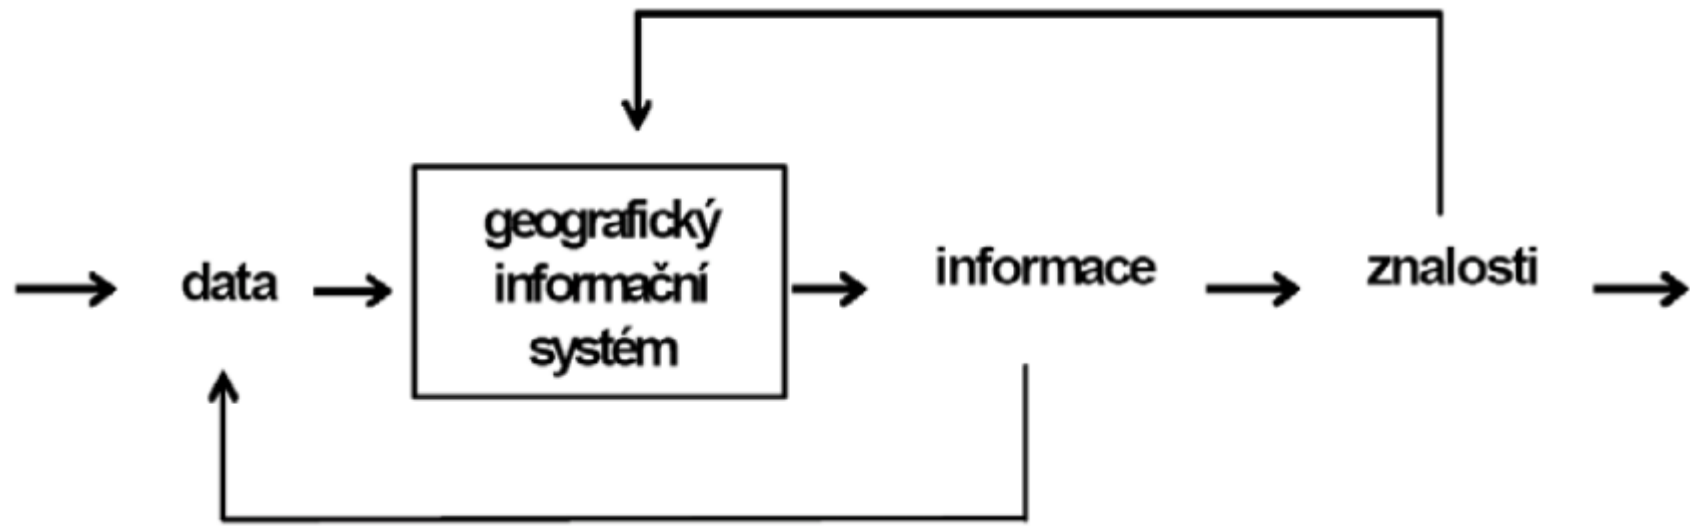 data
geografický
informační
systém
informace
znalosti